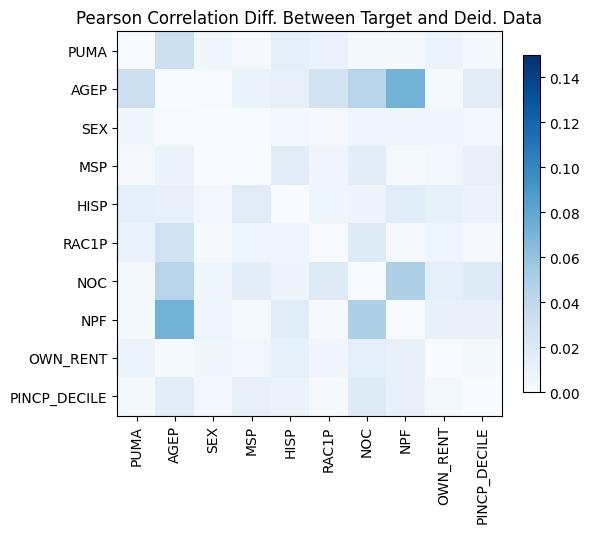 Pearson Correlation Diff. Between Target and Deid. Data
PUMA
AGEP
SEX
MSP
HISP
RAC1P
NOC
NPF
OWN_RENT
PINCP_DECILE
PUMA
AGEP
SEX
MSP
HISP
RAC1P
NOC
NPF
OWN_RENT
PINCP_DECILE
0.14
0.12
0.10
0.08
0.06
0.04
0.02
0.00